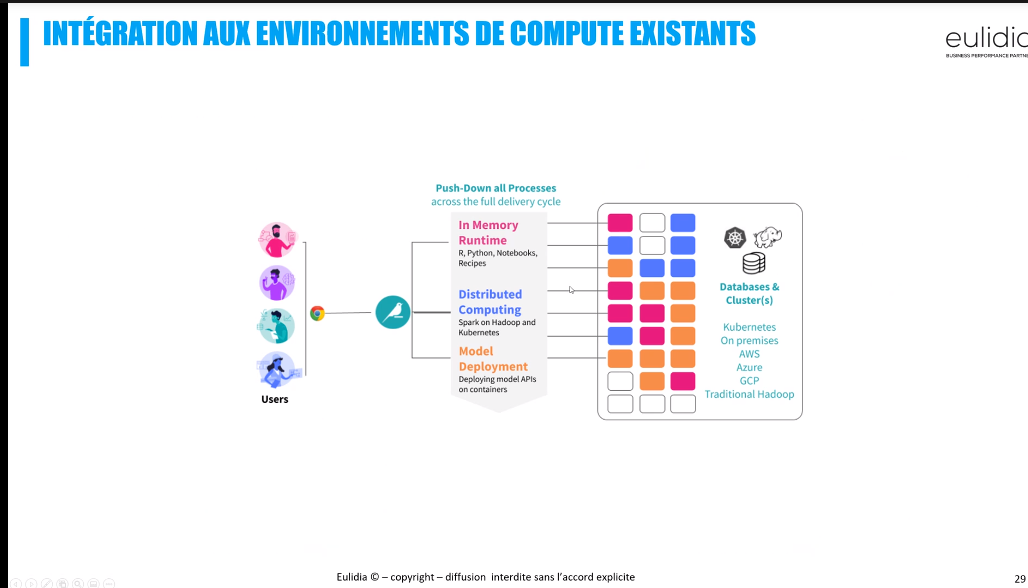 INTÉGRATION AUX ENVIRONNEMENTS DE COMPUTE EXISTANTS
eulidia
BUSINESS PERFORMANCE
Push-Down all Processes
across the full delivery cycle
In Memory
Runtime
R, Python, Notebooks,
Recipes
Distributed
Computing
Spark on Hadoop and
Kubernetes
Model
Deployment
Deploying model APIs
on containers
Users
Databases &
Cluster(s)
Kubernetes
On premises
AWS
Azure
GCP
Traditional Hadoop
Eulidia © – copyright – diffusion interdite sans l’accord explicite
29